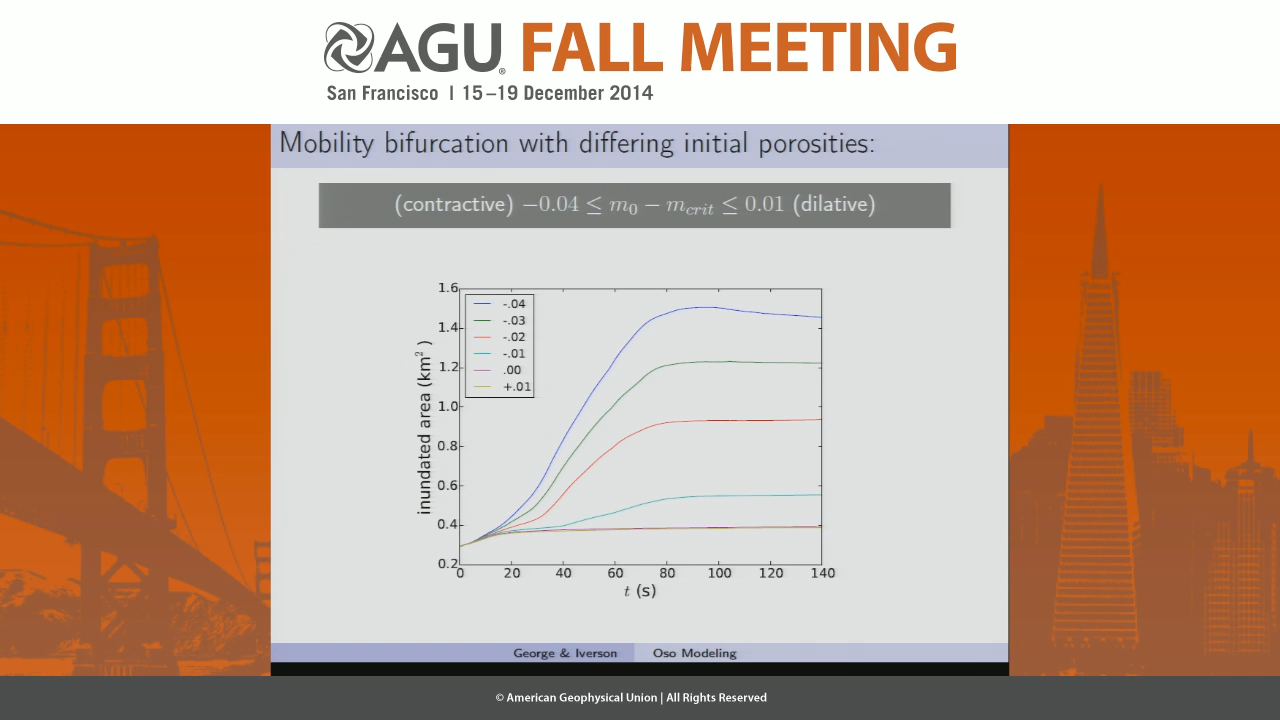 AGU® FALL MEETING
San Francisco | 15–19 December 2014
Mobility bifurcation with differing initial porosities:
(contractive) −0.04 ≤ m₀ − m_crit ≤ 0.01 (dilative)
1.6
1.4
1.2
1.0
0.8
0.6
0.4
0.2
inundated area (km²)
-.04
-.03
-.02
-.01
.00
+.01
0 20 40 60 80 100 120 140
t (s)
George & Iverson Oso Modeling
© American Geophysical Union | All Rights Reserved